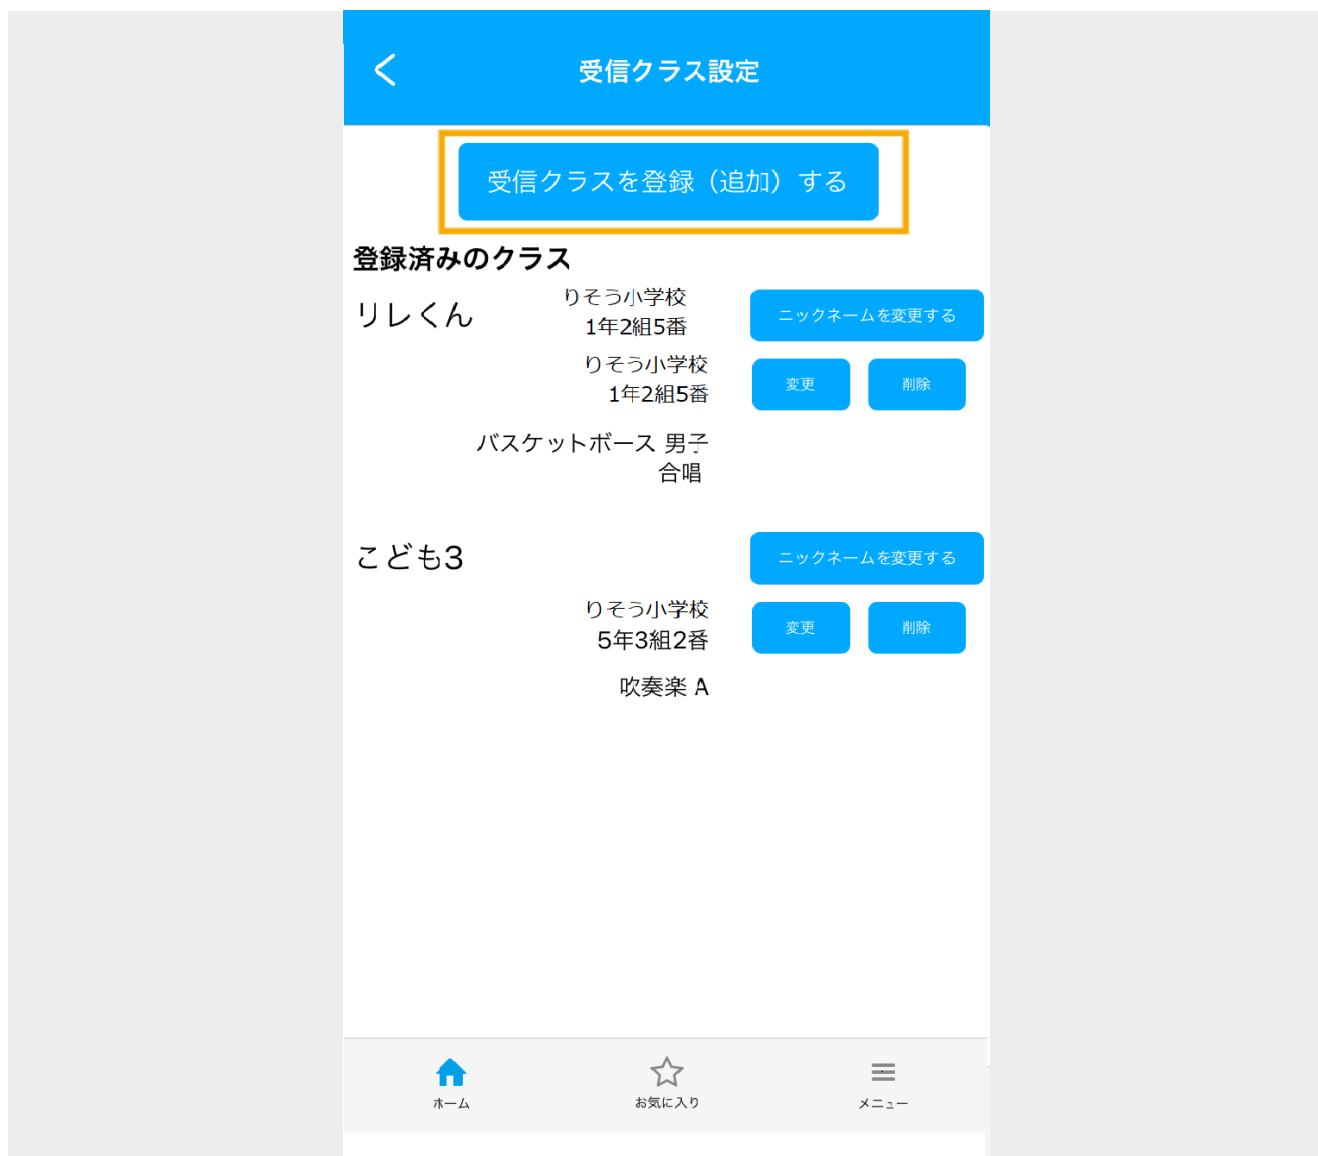 受信クラス設定
受信クラスを登録（追加）する
登録済みのクラス
リレくん
りそう小学校
1年2組5番
ニックネームを変更する
りそう小学校
1年2組5番
変更
削除
バスケットボース 男子
合唱
こども3
ニックネームを変更する
りそう小学校
5年3組2番
変更
削除
吹奏楽 A
ホーム
お気に入り
メニュー